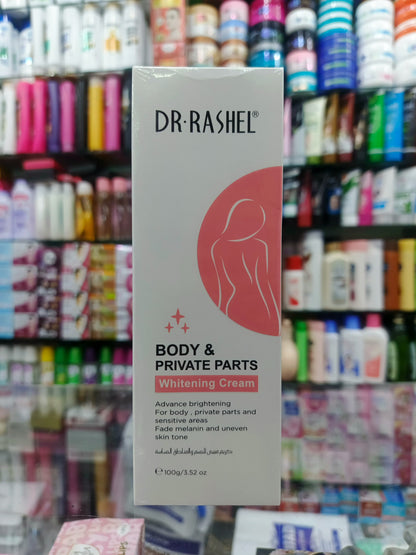 DR·RASHEL®
BODY &
PRIVATE PARTS
Whitening Cream
Advance brightening
For body , private parts and
sensitive areas
Fade melanin and uneven
skin tone
℮ 100g/3.52 oz